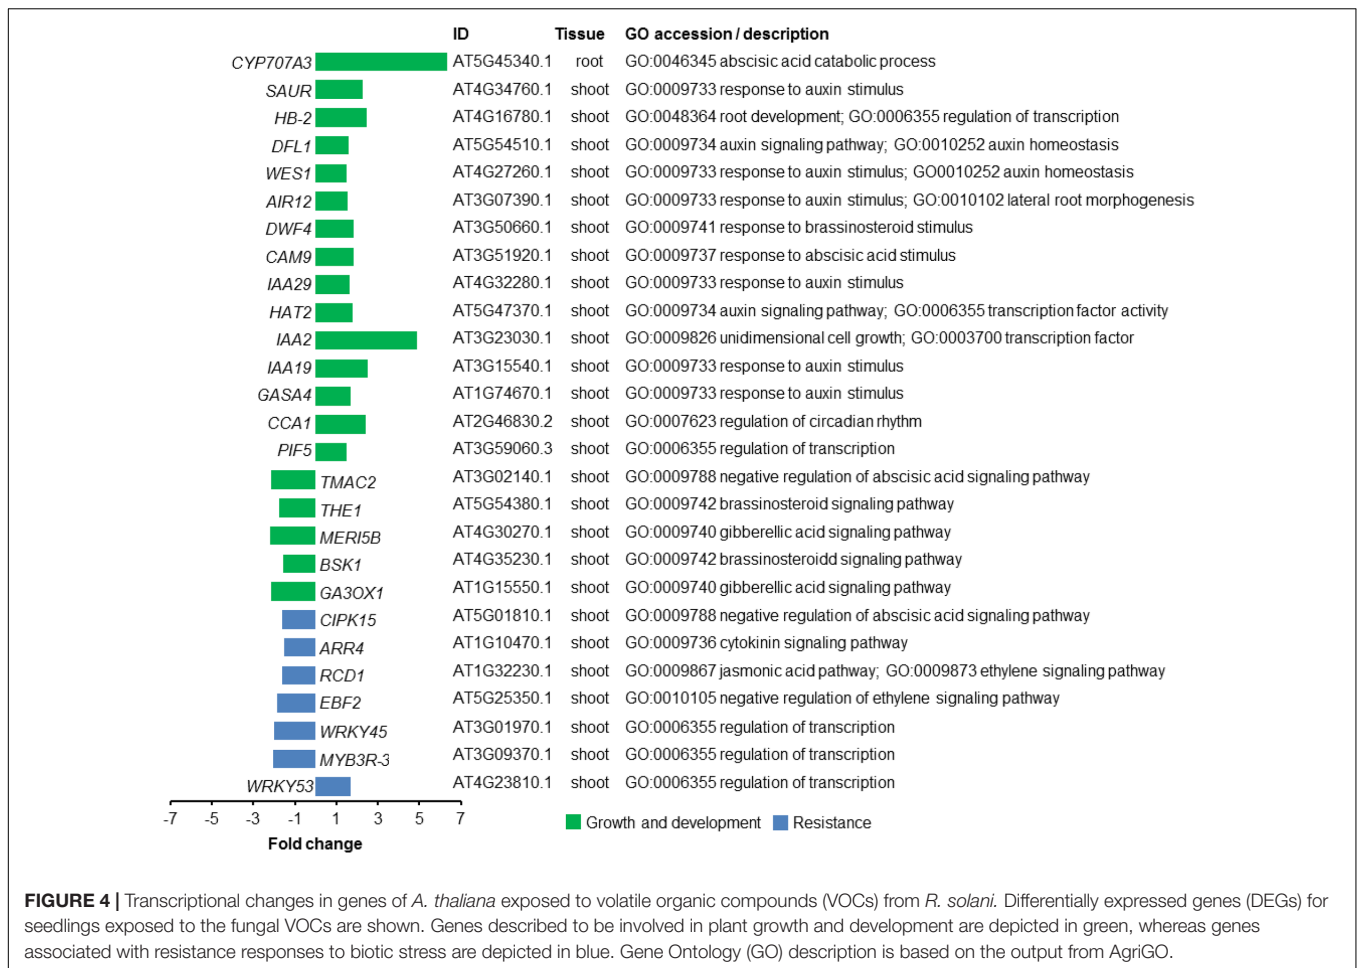 ID Tissue GO accession / description
CYP707A3 AT5G45340.1 root GO:0046345 abscisic acid catabolic process
SAUR AT4G34760.1 shoot GO:0009733 response to auxin stimulus
HB-2 AT4G16780.1 shoot GO:0048364 root development; GO:0006355 regulation of transcription
DFL1 AT5G54510.1 shoot GO:0009734 auxin signaling pathway; GO:0010252 auxin homeostasis
WES1 AT4G27260.1 shoot GO:0009733 response to auxin stimulus; GO0010252 auxin homeostasis
AIR12 AT3G07390.1 shoot GO:0009733 response to auxin stimulus; GO:0010102 lateral root morphogenesis
DWF4 AT3G50660.1 shoot GO:0009741 response to brassinosteroid stimulus
CAM9 AT3G51920.1 shoot GO:0009737 response to abscisic acid stimulus
IAA29 AT4G32280.1 shoot GO:0009733 response to auxin stimulus
HAT2 AT5G47370.1 shoot GO:0009734 auxin signaling pathway; GO:0006355 transcription factor activity
IAA2 AT3G23030.1 shoot GO:0009826 unidimensional cell growth; GO:0003700 transcription factor
IAA19 AT3G15540.1 shoot GO:0009733 response to auxin stimulus
GASA4 AT1G74670.1 shoot GO:0009733 response to auxin stimulus
CCA1 AT2G46830.2 shoot GO:0007623 regulation of circadian rhythm
PIF5 AT3G59060.3 shoot GO:0006355 regulation of transcription
TMAC2 AT3G02140.1 shoot GO:0009788 negative regulation of abscisic acid signaling pathway
THE1 AT5G54380.1 shoot GO:0009742 brassinosteroid signaling pathway
MERI5B AT4G30270.1 shoot GO:0009740 gibberellic acid signaling pathway
BSK1 AT4G35230.1 shoot GO:0009742 brassinosteroidd signaling pathway
GA3OX1 AT1G15550.1 shoot GO:0009740 gibberellic acid signaling pathway
CIPK15 AT5G01810.1 shoot GO:0009788 negative regulation of abscisic acid signaling pathway
ARR4 AT1G10470.1 shoot GO:0009736 cytokinin signaling pathway
RCD1 AT1G32230.1 shoot GO:0009867 jasmonic acid pathway; GO:0009873 ethylene signaling pathway
EBF2 AT5G25350.1 shoot GO:0010105 negative regulation of ethylene signaling pathway
WRKY45 AT3G01970.1 shoot GO:0006355 regulation of transcription
MYB3R-3 AT3G09370.1 shoot GO:0006355 regulation of transcription
WRKY53 AT4G23810.1 shoot GO:0006355 regulation of transcription
-7 -5 -3 -1 1 3 5 7
Fold change
Growth and development Resistance
FIGURE 4 | Transcriptional changes in genes of A. thaliana exposed to volatile organic compounds (VOCs) from R. solani. Differentially expressed genes (DEGs) for
seedlings exposed to the fungal VOCs are shown. Genes described to be involved in plant growth and development are depicted in green, whereas genes
associated with resistance responses to biotic stress are depicted in blue. Gene Ontology (GO) description is based on the output from AgriGO.